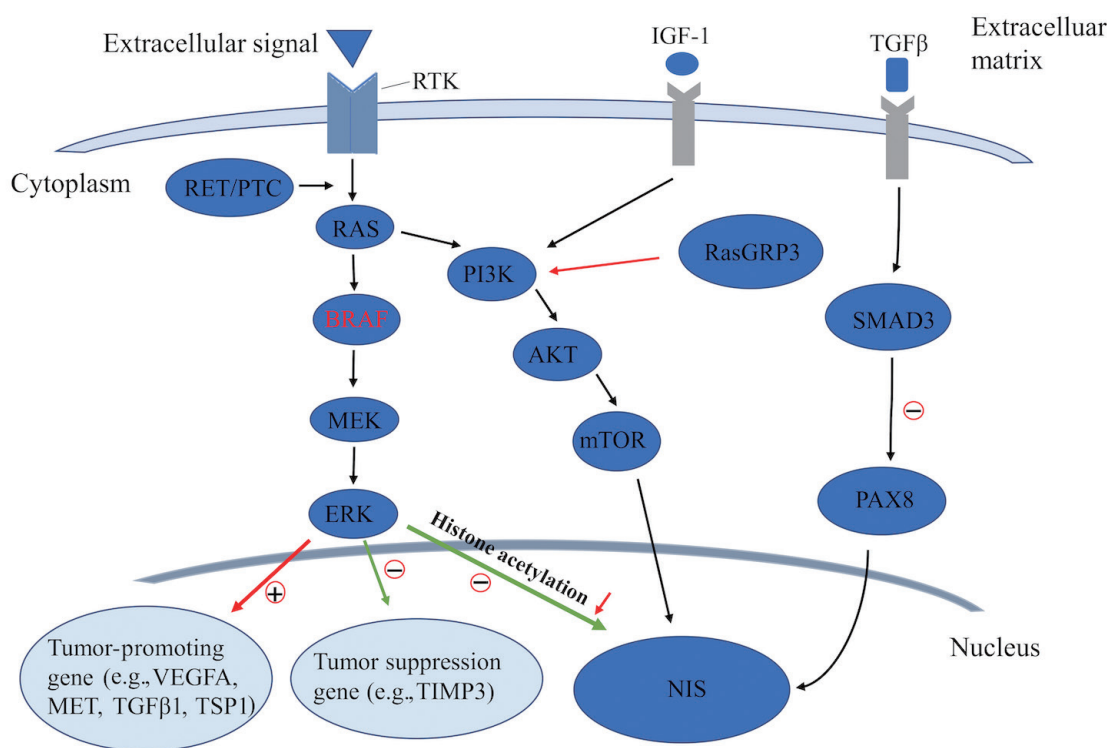 Extracellular signal
IGF-1
TGFβ
Extracelluar
matrix
RTK
Cytoplasm
RET/PTC
RAS
PI3K
RasGRP3
BRAF
AKT
SMAD3
MEK
mTOR
−
PAX8
ERK
Histone acetylation
+
−
−
Nucleus
Tumor-promoting
gene (e.g.,VEGFA,
MET, TGFβ1, TSP1)
Tumor suppression
gene (e.g.,TIMP3)
NIS